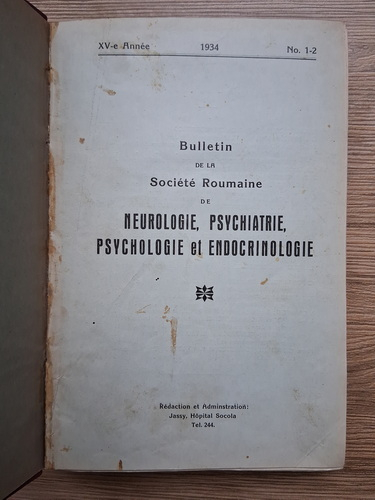 XV-e Année 1934 No. 1-2
Bulletin
DE LA
Société Roumaine
DE
NEUROLOGIE, PSYCHIATRIE,
PSYCHOLOGIE et ENDOCRINOLOGIE
Rédaction et Adminstration:
Jassy, Hôpital Socola
Tel. 244.